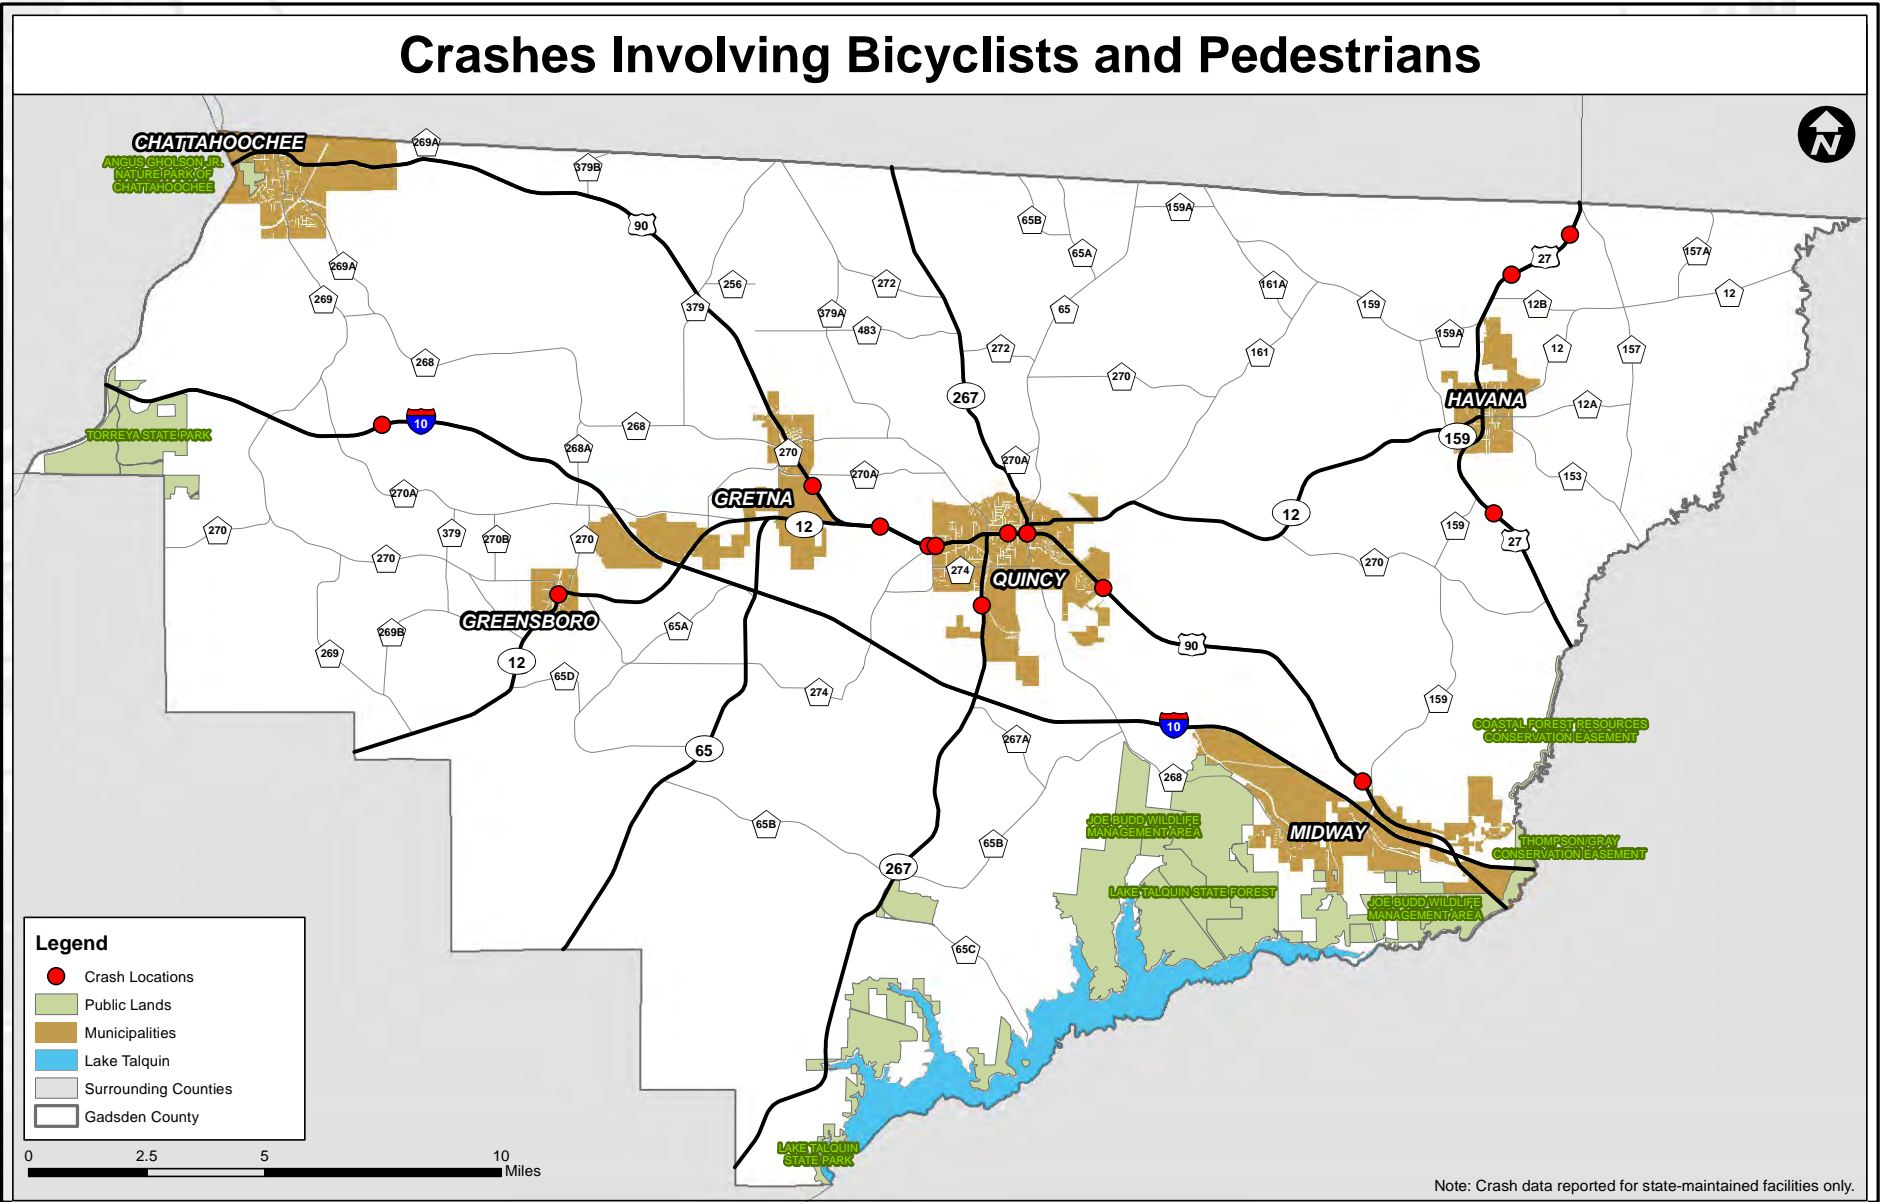 Crashes Involving Bicyclists and Pedestrians
N
CHATTAHOOCHEE
ANGUS GHOLSON JR.
NATURE PARK OF
CHATTAHOOCHEE
269A
379B
90
65B
159A
65A
27
157A
269A
269
256
272
379
379A
483
65
161A
159
12B
12
159A
272
161
12
157
268
270
267
HAVANA
12A
159
10
TORREYA STATE PARK
268
268A
270
270A
270A
153
270A
GRETNA
12
12
270
379
270B
270
159
27
270
274
QUINCY
270
GREENSBORO
65A
269B
269
12
65D
90
274
159
10
COASTAL FOREST RESOURCES
CONSERVATION EASEMENT
65
267A
268
65B
JOE BUDD WILDLIFE
MANAGEMENT AREA
MIDWAY
65B
THOMPSON/GRAY
CONSERVATION EASEMENT
267
LAKE TALQUIN STATE FOREST
JOE BUDD WILDLIFE
MANAGEMENT AREA
65C
LAKE TALQUIN
STATE PARK
Legend
Crash Locations
Public Lands
Municipalities
Lake Talquin
Surrounding Counties
Gadsden County
0 2.5 5 10
Miles
Note: Crash data reported for state-maintained facilities only.